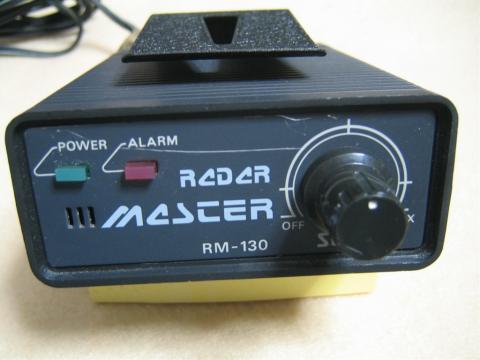 POWER
ALARM
RADAR
MASTER
OFF
RM-130